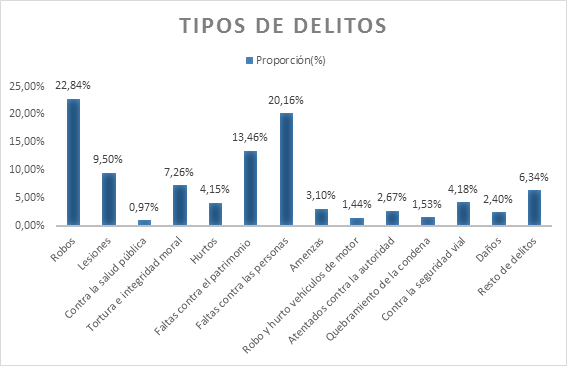 TIPOS DE DELITOS
Proporción(%)
25,00%
20,00%
15,00%
10,00%
5,00%
0,00%
22,84%
9,50%
0,97%
7,26%
4,15%
13,46%
20,16%
3,10%
1,44%
2,67%
1,53%
4,18%
2,40%
6,34%
Robos
Lesiones
Contra la salud pública
Tortura e integridad moral
Hurtos
Faltas contra el patrimonio
Faltas contra las personas
Amenzas
Robo y hurto vehículos de motor
Atentados contra la autoridad
Quebramiento de la condena
Contra la seguridad vial
Daños
Resto de delitos